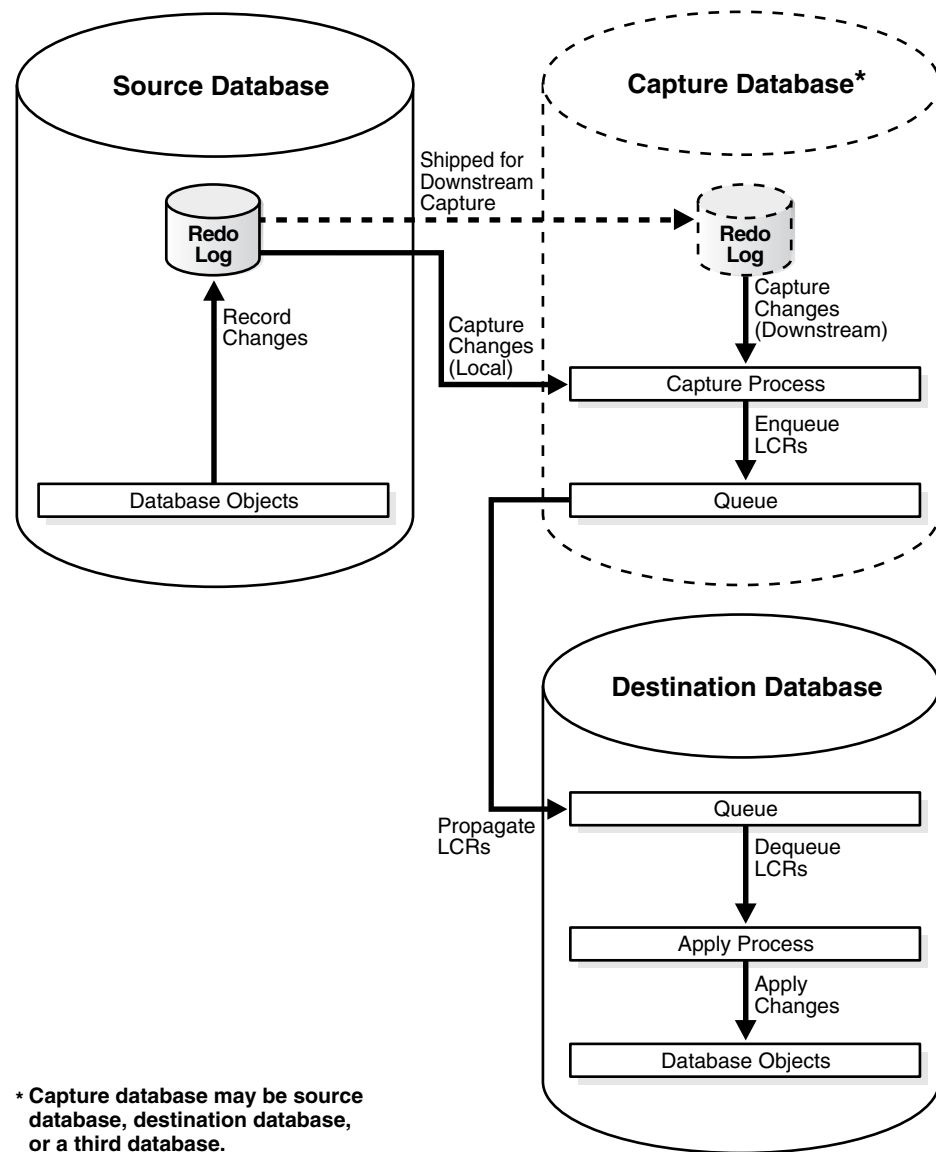 Source Database
Capture Database*
Shipped for
Downstream
Capture
Redo
Log
Redo
Log
Record
Changes
Capture
Changes
(Local)
Capture
Changes
(Downstream)
Capture Process
Enqueue
LCRs
Database Objects
Queue
Destination Database
Queue
Propagate
LCRs
Dequeue
LCRs
Apply Process
Apply
Changes
Database Objects
* Capture database may be source
database, destination database,
or a third database.